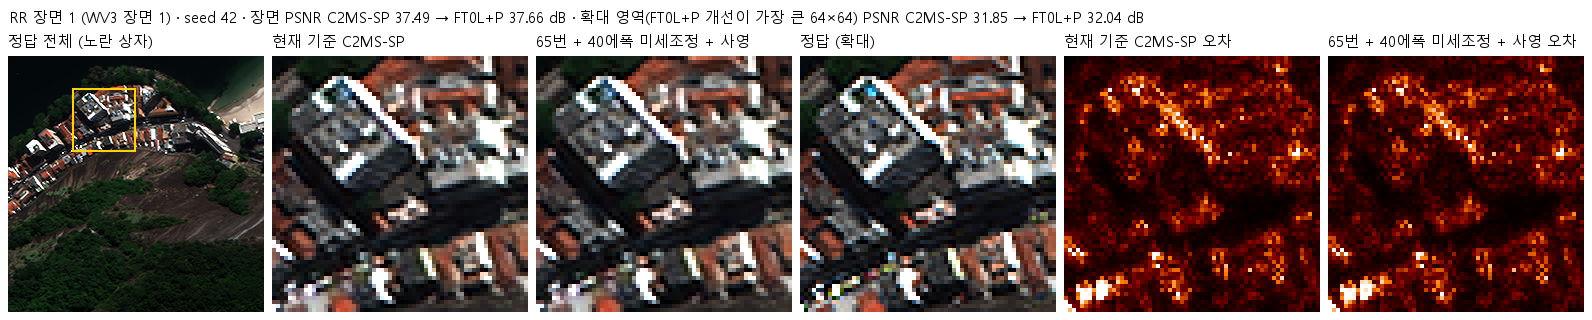 RR 장면 1 (WV3 장면 1) · seed 42 · 장면 PSNR C2MS-SP 37.49 → FT0L+P 37.66 dB · 확대 영역(FT0L+P 개선이 가장 큰 64×64) PSNR C2MS-SP 31.85 → FT0L+P 32.04 dB
정답 전체 (노란 상자)
현재 기준 C2MS-SP
65번 + 40에폭 미세조정 + 사영
정답 (확대)
현재 기준 C2MS-SP 오차
65번 + 40에폭 미세조정 + 사영 오차